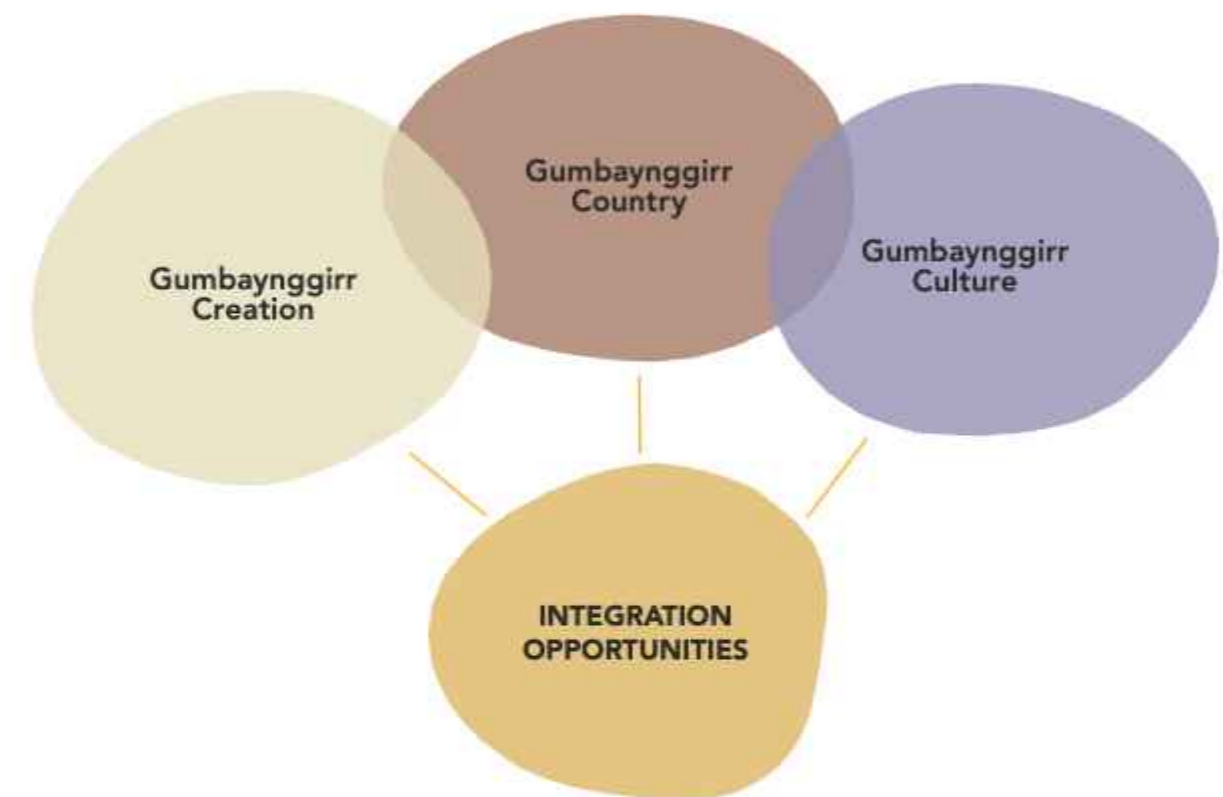 Gumbaynggirr
Country
Gumbaynggirr
Culture
Gumbaynggirr
Creation
INTEGRATION
OPPORTUNITIES